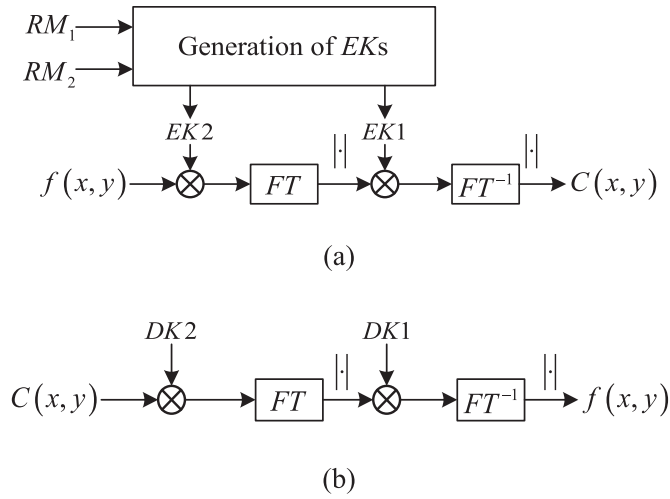 RM₁
Generation of EKs
RM₂
EK2
|·|
EK1
|·|
f(x, y)
FT
FT⁻¹
C(x, y)
(a)
DK2
DK1
|·|
|·|
C(x, y)
FT
FT⁻¹
f(x, y)
(b)